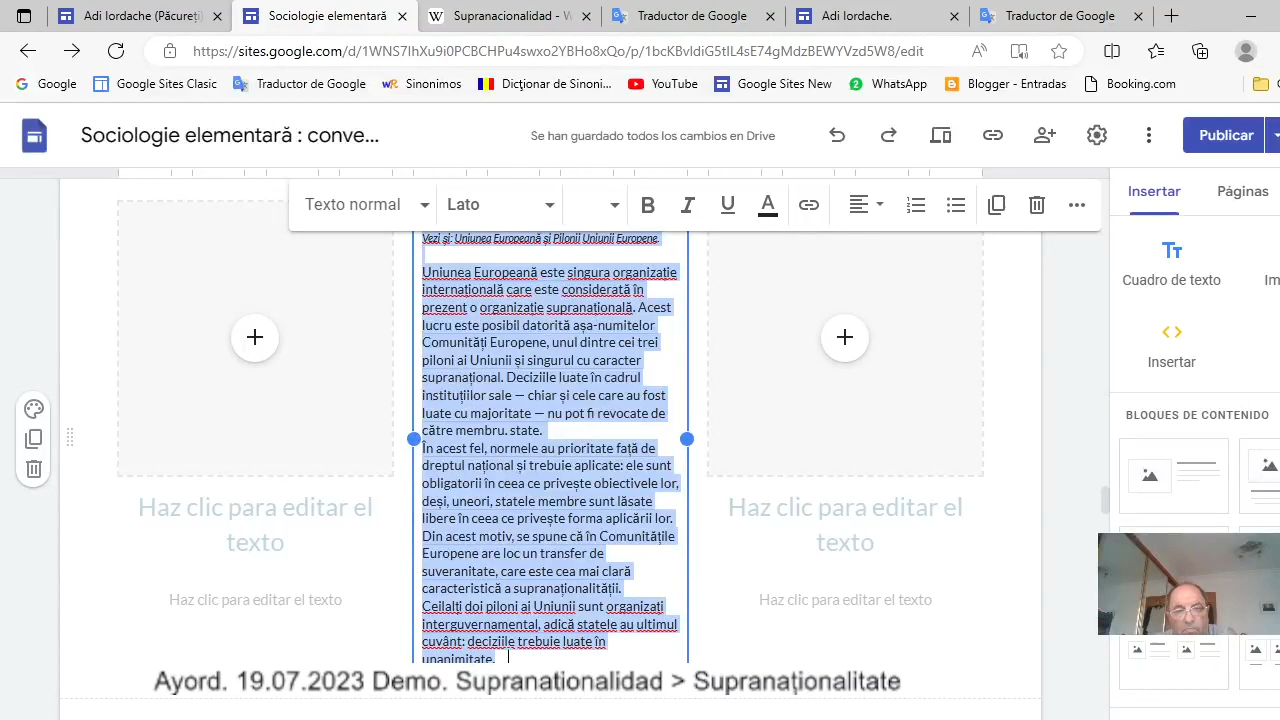 Adi Iordache (Păcureț)
Sociologie elementară
Supranacionalidad - W
Traductor de Google
Adi Iordache.
Traductor de Google
https://sites.google.com/d/1WNS7IhXu9i0PCBCHPu4swxo2YBHo8xQo/p/1bcKBvldiG5tIL4sE74gMdzBEWYVzd5W8/edit
Google
Google Sites Clasic
Traductor de Google
Sinonimos
Dicţionar de Sinoni...
YouTube
Google Sites New
WhatsApp
Blogger - Entradas
Booking.com
Sociologie elementară : conve...
Se han guardado todos los cambios en Drive
Publicar
Texto normal
Lato
Insertar
Páginas
Vezi și: Uniunea Europeană și Pilonii Uniunii Europene.
Uniunea Europeană este singura organizație
internațională care este considerată în
prezent o organizație supranațională. Acest
lucru este posibil datorită așa-numitelor
Comunități Europene, unul dintre cei trei
piloni ai Uniunii și singurul cu caracter
supranațional. Deciziile luate în cadrul
instituțiilor sale — chiar și cele care au fost
luate cu majoritate — nu pot fi revocate de
către membru. state.
În acest fel, normele au prioritate față de
dreptul național și trebuie aplicate: ele sunt
obligatorii în ceea ce privește obiectivele lor,
deși, uneori, statele membre sunt lăsate
libere în ceea ce privește forma aplicării lor.
Din acest motiv, se spune că în Comunitățile
Europene are loc un transfer de
suveranitate, care este cea mai clară
caracteristică a supranaționalității.
Ceilalți doi piloni ai Uniunii sunt organizați
interguvernamental, adică statele au ultimul
cuvânt: deciziile trebuie luate în
unanimitate.
Haz clic para editar el
texto
Haz clic para editar el texto
Haz clic para editar el
texto
Haz clic para editar el texto
Cuadro de texto
Im
Insertar
BLOQUES DE CONTENIDO
Ayord. 19.07.2023 Demo. Supranacionalidad > Supranaționalitate